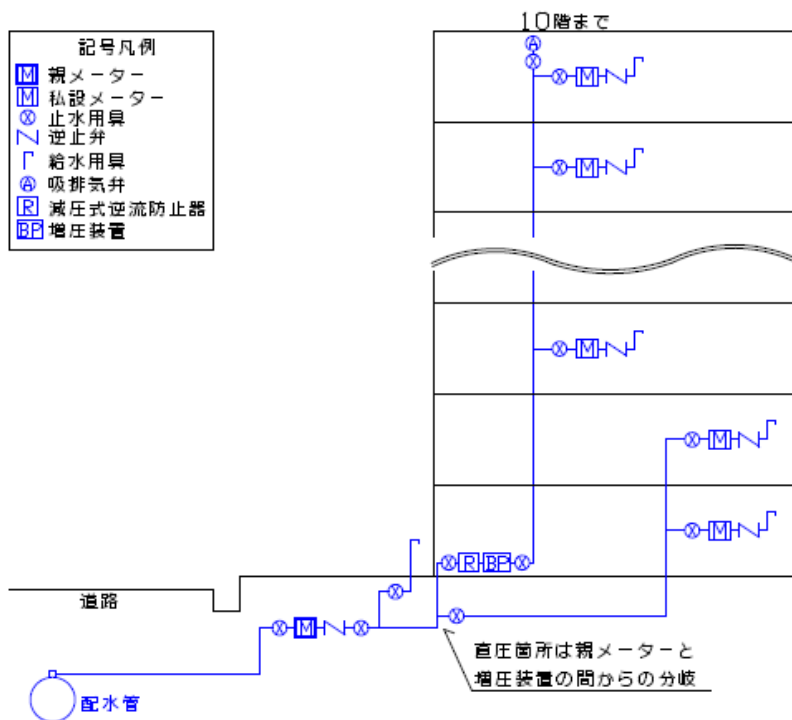 10階まで
記号凡例
M 親メーター
M 私設メーター
X 止水用具
逆止弁
給水用具
A 吸排気弁
R 減圧式逆流防止器
BP 増圧装置
A
X
X M
X M
X M
X M
X M
X R BP X
X
道路
X M X
X
直圧箇所は親メーターと
増圧装置の間からの分岐
配水管